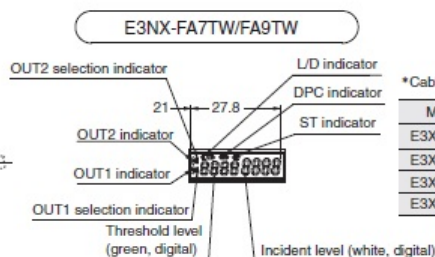 E3NX-FA7TW/FA9TW
OUT2 selection indicator
L/D indicator
*Cab
DPC indicator
21
27.8
M
ST indicator
OUT2 indicator
E3X
E3X
OUT1 indicator
E3X
E3X
OUT1 selection indicator
Threshold level
(green, digital)
Incident level (white, digital)